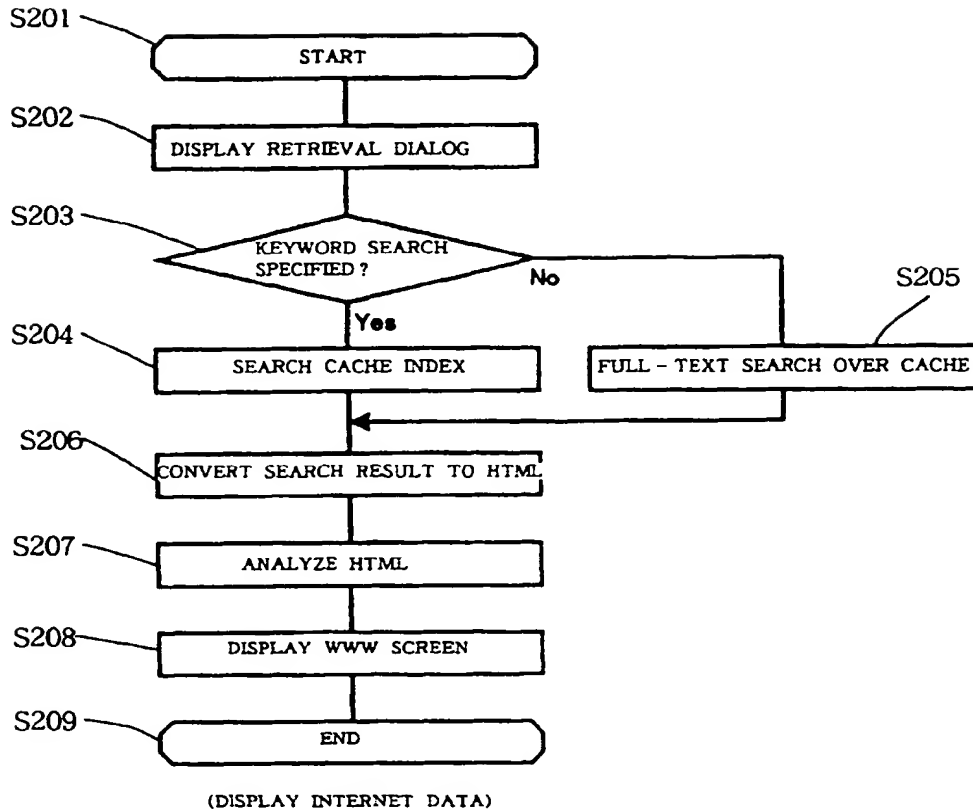 S201
START
S202
DISPLAY RETRIEVAL DIALOG
S203
KEYWORD SEARCH
SPECIFIED?
No
Yes
S204
SEARCH CACHE INDEX
S205
FULL-TEXT SEARCH OVER CACHE
S206
CONVERT SEARCH RESULT TO HTML
S207
ANALYZE HTML
S208
DISPLAY WWW SCREEN
S209
END
(DISPLAY INTERNET DATA)